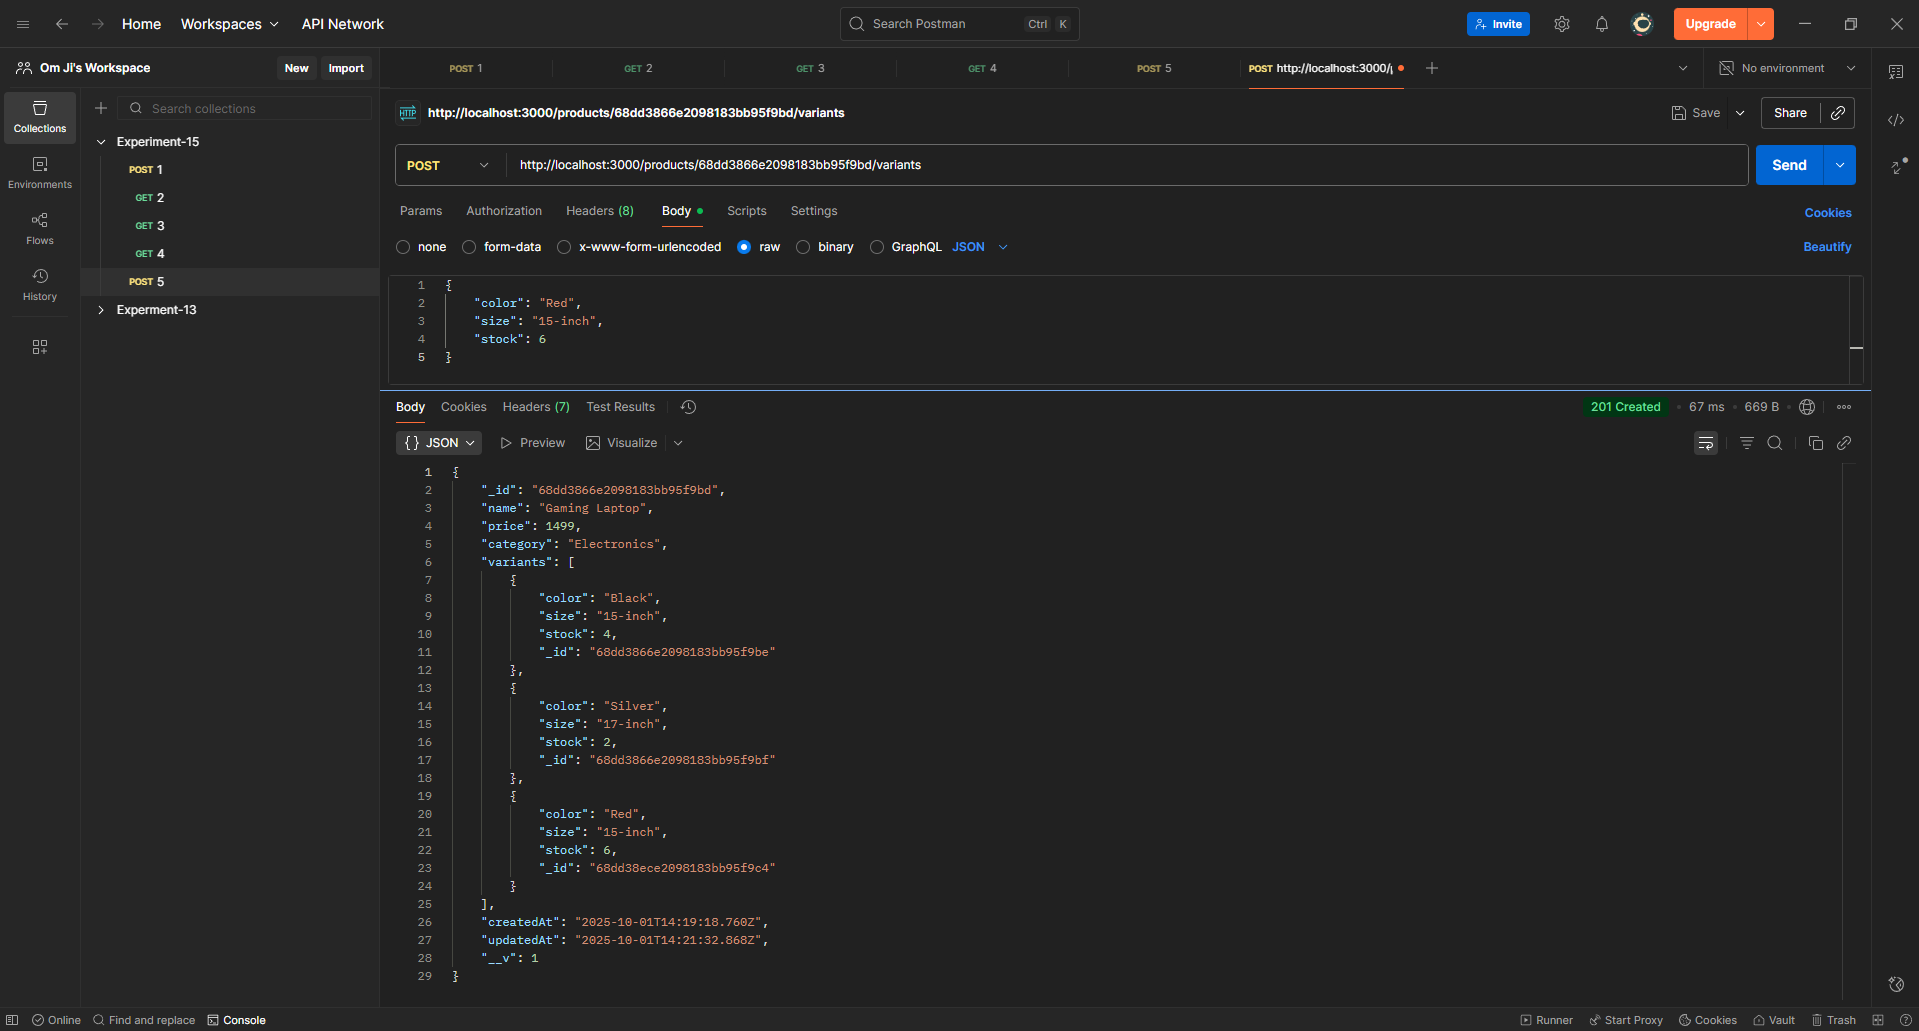 Home Workspaces API Network Search Postman Ctrl K Invite Upgrade
Om Ji's Workspace New Import POST 1 GET 2 GET 3 GET 4 POST 5 POST http://localhost:3000/p No environment
Collections
Environments
Flows
History
Search collections
Experiment-15
POST 1
GET 2
GET 3
GET 4
POST 5
Experment-13
HTTP http://localhost:3000/products/68dd3866e2098183bb95f9bd/variants Save Share
POST http://localhost:3000/products/68dd3866e2098183bb95f9bd/variants Send
Params Authorization Headers (8) Body Scripts Settings Cookies
none form-data x-www-form-urlencoded raw binary GraphQL JSON Beautify
1 {
2 "color": "Red",
3 "size": "15-inch",
4 "stock": 6
5 }
Body Cookies Headers (7) Test Results 201 Created 67 ms 669 B
{} JSON Preview Visualize
1 {
2 "_id": "68dd3866e2098183bb95f9bd",
3 "name": "Gaming Laptop",
4 "price": 1499,
5 "category": "Electronics",
6 "variants": [
7 {
8 "color": "Black",
9 "size": "15-inch",
10 "stock": 4,
11 "_id": "68dd3866e2098183bb95f9be"
12 },
13 {
14 "color": "Silver",
15 "size": "17-inch",
16 "stock": 2,
17 "_id": "68dd3866e2098183bb95f9bf"
18 },
19 {
20 "color": "Red",
21 "size": "15-inch",
22 "stock": 6,
23 "_id": "68dd38ece2098183bb95f9c4"
24 }
25 ],
26 "createdAt": "2025-10-01T14:19:18.760Z",
27 "updatedAt": "2025-10-01T14:21:32.868Z",
28 "__v": 1
29 }
Online Find and replace Console Runner Start Proxy Cookies Vault Trash